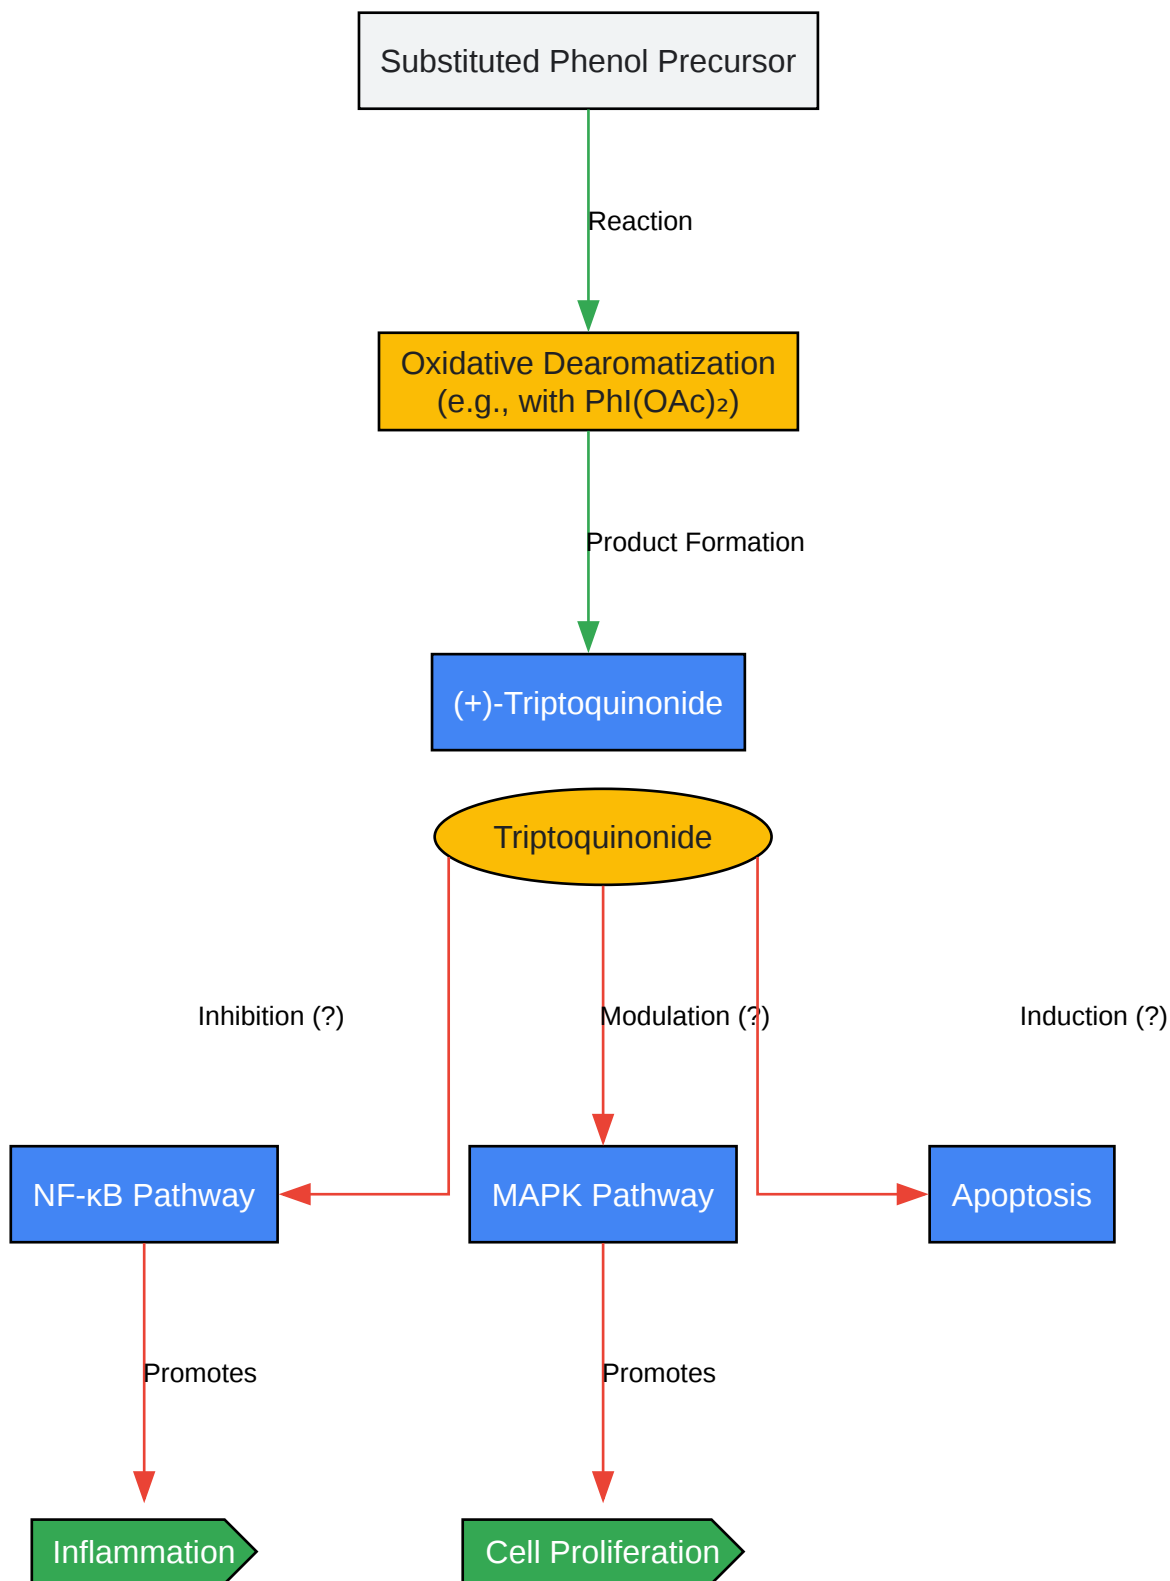 Substituted Phenol Precursor
Reaction
Oxidative Dearomatization
(e.g., with PhI(OAc)₂)
Product Formation
(+)-Triptoquinonide
Triptoquinonide
Inhibition (?)
Modulation (?)
Induction (?)
NF-κB Pathway
MAPK Pathway
Apoptosis
Promotes
Promotes
Inflammation
Cell Proliferation